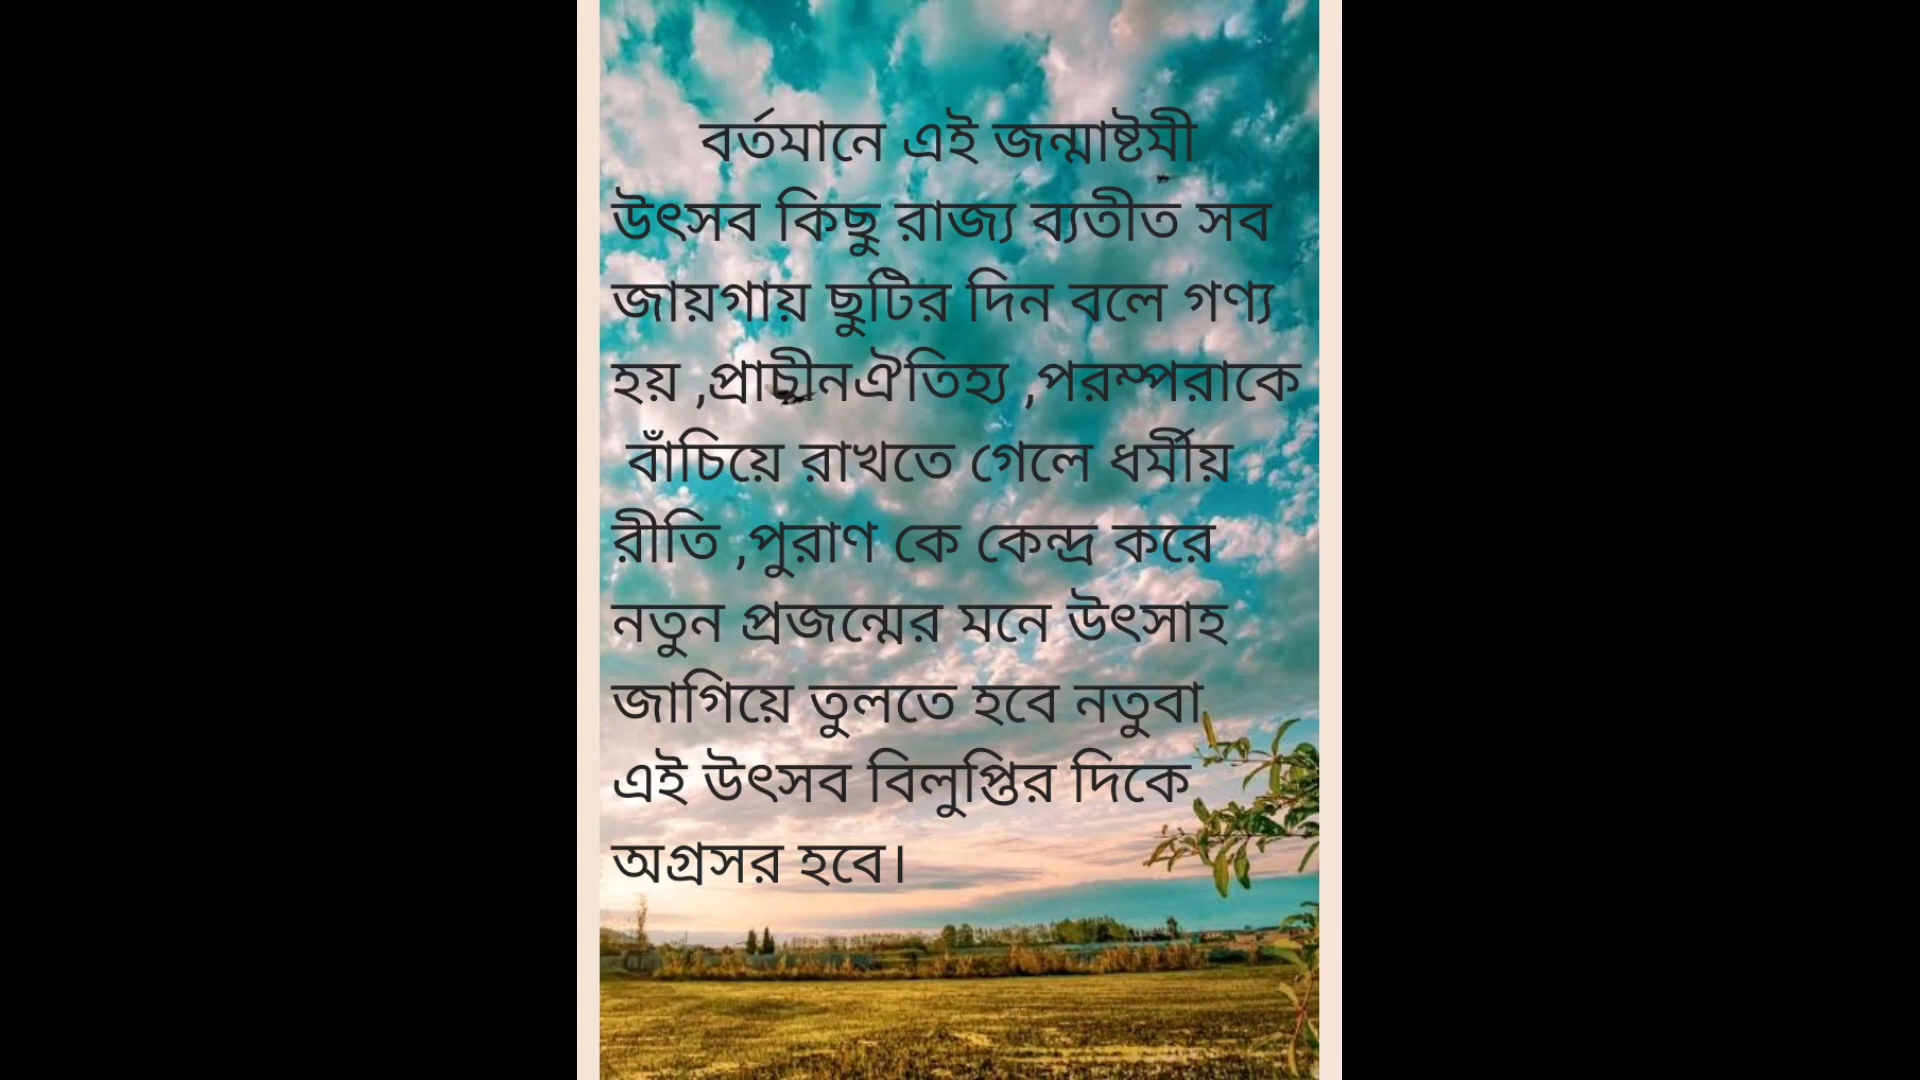 বর্তমানে এই জন্মাষ্টমী
উৎসব কিছু রাজ্য ব্যতীত সব
জায়গায় ছুটির দিন বলে গণ্য
হয় ,প্রাচীনঐতিহ্য ,পরম্পরাকে
বাঁচিয়ে রাখতে গেলে ধর্মীয়
রীতি ,পুরাণ কে কেন্দ্র করে
নতুন প্রজন্মের মনে উৎসাহ
জাগিয়ে তুলতে হবে নতুবা
এই উৎসব বিলুপ্তির দিকে
অগ্রসর হবে।